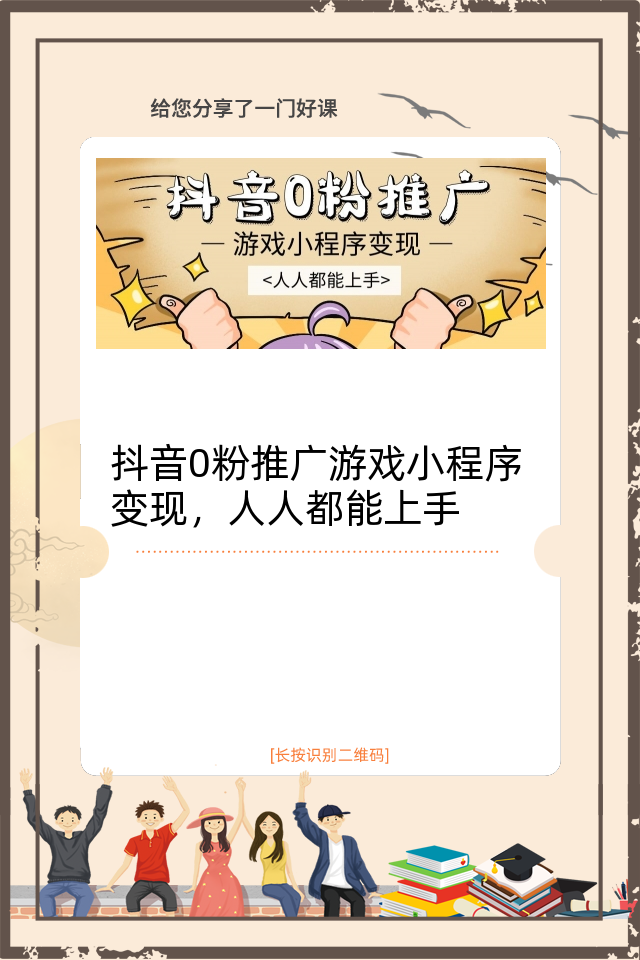 给您分享了一门好课
抖音0粉推广
— 游戏小程序变现 —
<人人都能上手>
抖音0粉推广游戏小程序
变现，人人都能上手
[长按识别二维码]